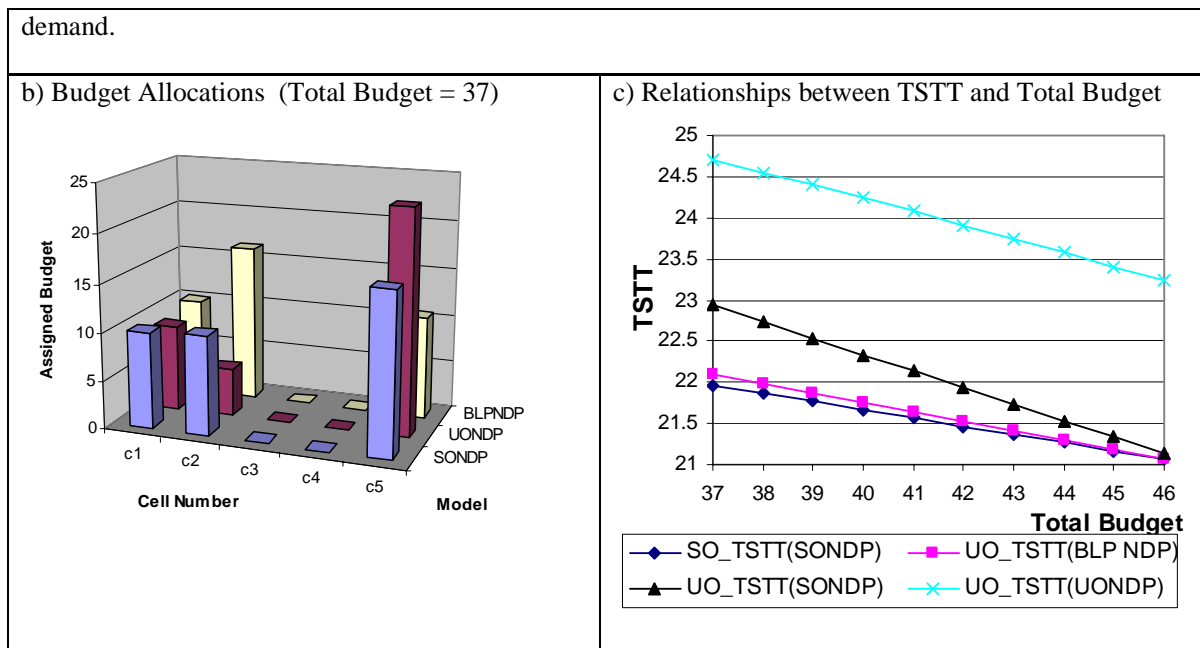 demand.
b) Budget Allocations (Total Budget = 37)
25
20
15
10
5
0
Assigned Budget
c1
c2
c3
c4
c5
BLPNDP
UONDP
SONDP
Cell Number
Model
c) Relationships between TSTT and Total Budget
25
24.5
24
23.5
23
22.5
22
21.5
21
TSTT
37 38 39 40 41 42 43 44 45 46
Total Budget
SO_TSTT(SONDP)
UO_TSTT(BLP NDP)
UO_TSTT(SONDP)
UO_TSTT(UONDP)